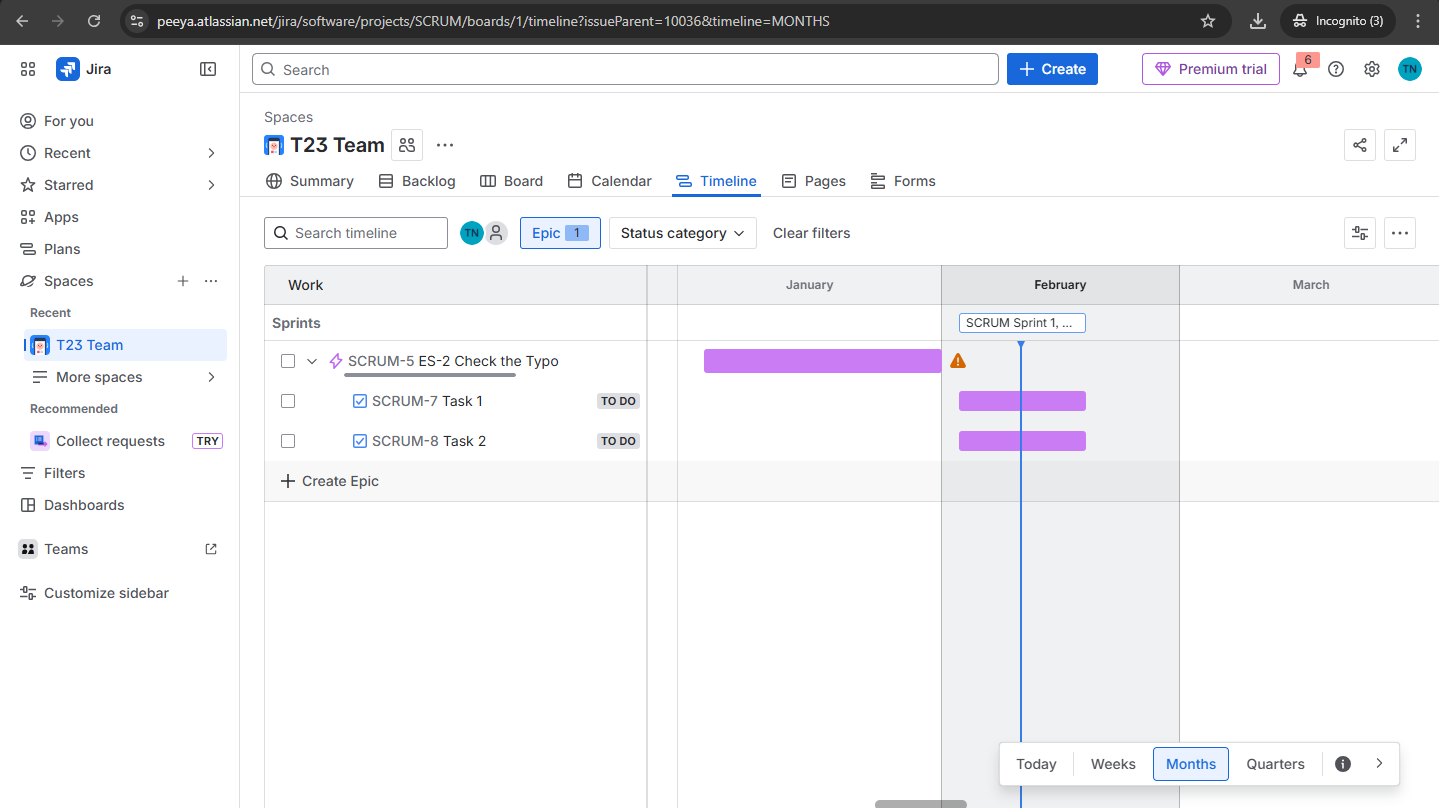 peeya.atlassian.net/jira/software/projects/SCRUM/boards/1/timeline?issueParent=10036&timeline=MONTHS
Incognito (3)
Jira
Search
Create
Premium trial
6
TN
For you
Recent
Starred
Apps
Plans
Spaces
Recent
T23 Team
More spaces
Recommended
Collect requests TRY
Filters
Dashboards
Teams
Customize sidebar
Spaces
T23 Team
Summary Backlog Board Calendar Timeline Pages Forms
Search timeline TN Epic 1 Status category Clear filters
Work January February March
Sprints SCRUM Sprint 1, ...
SCRUM-5 ES-2 Check the Typo
SCRUM-7 Task 1 TO DO
SCRUM-8 Task 2 TO DO
Create Epic
Today Weeks Months Quarters